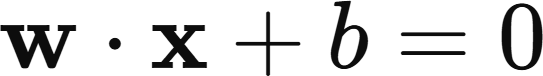 w · x + b = 0